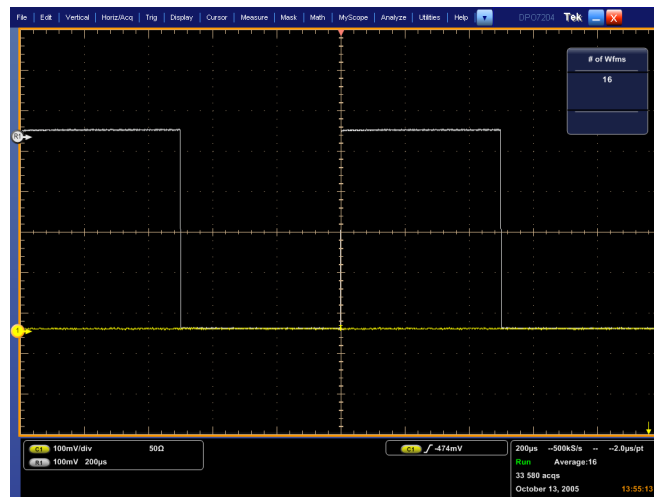 File | Edit | Vertical | Horiz/Acq | Trig | Display | Cursor | Measure | Mask | Math | MyScope | Analyze | Utilities | Help DPO7204 Tek X
# of Wfms
16
R1
1
C1 100mV/div 50Ω
R1 100mV 200µs
C1 -474mV
200µs --500kS/s -- --2.0µs/pt
Run Average:16
33 580 acqs
October 13, 2005 13:55:13